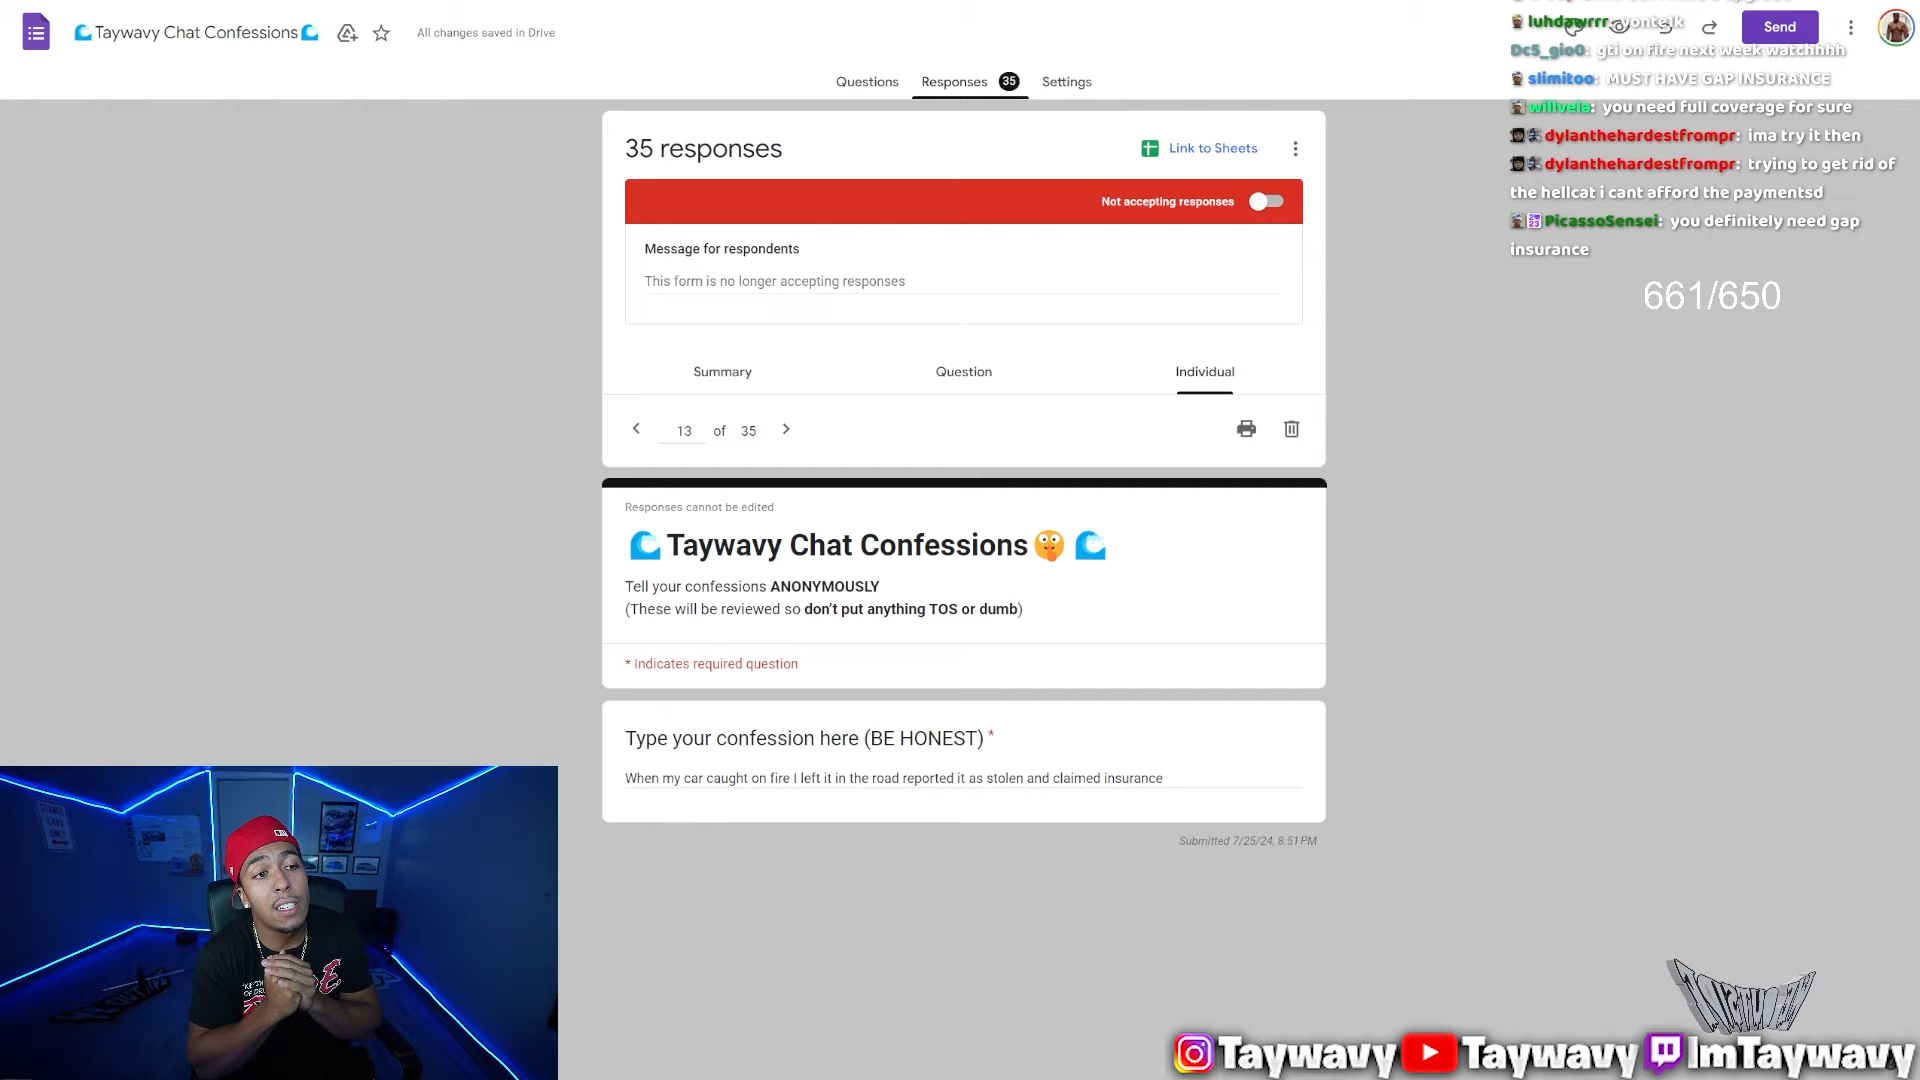 🌊Taywavy Chat Confessions🌊
All changes saved in Drive
Send
Questions
Responses 35
Settings
35 responses
Link to Sheets
Not accepting responses
Message for respondents
This form is no longer accepting responses
Summary
Question
Individual
13 of 35
Responses cannot be edited
🌊Taywavy Chat Confessions🤫🌊
Tell your confessions ANONYMOUSLY
(These will be reviewed so don't put anything TOS or dumb)
* Indicates required question
Type your confession here (BE HONEST) *
When my car caught on fire I left it in the road reported it as stolen and claimed insurance
Submitted 7/25/24, 8:51 PM
luhdawrrr:
Dc5_gio0: gti on fire next week watchhhh
slimitoo: MUST HAVE GAP INSURANCE
willvela: you need full coverage for sure
dylanthehardestfrompr: ima try it then
dylanthehardestfrompr: trying to get rid of
the hellcat i cant afford the paymentsd
PicassoSensei: you definitely need gap
insurance
661/650
Taywavy Taywavy ImTaywavy